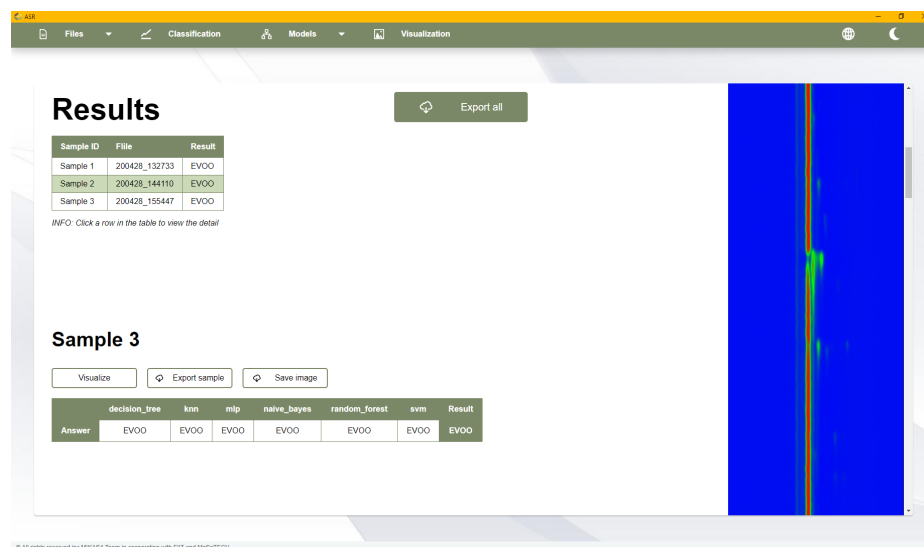 ASR
Files Classification Models Visualization
Results
Export all
Sample ID Flile Result
Sample 1 200428_132733 EVOO
Sample 2 200428_144110 EVOO
Sample 3 200428_155447 EVOO
INFO: Click a row in the table to view the detail
Sample 3
Visualize Export sample Save image
decision_tree knn mlp naive_bayes random_forest svm Result
Answer EVOO EVOO EVOO EVOO EVOO EVOO EVOO